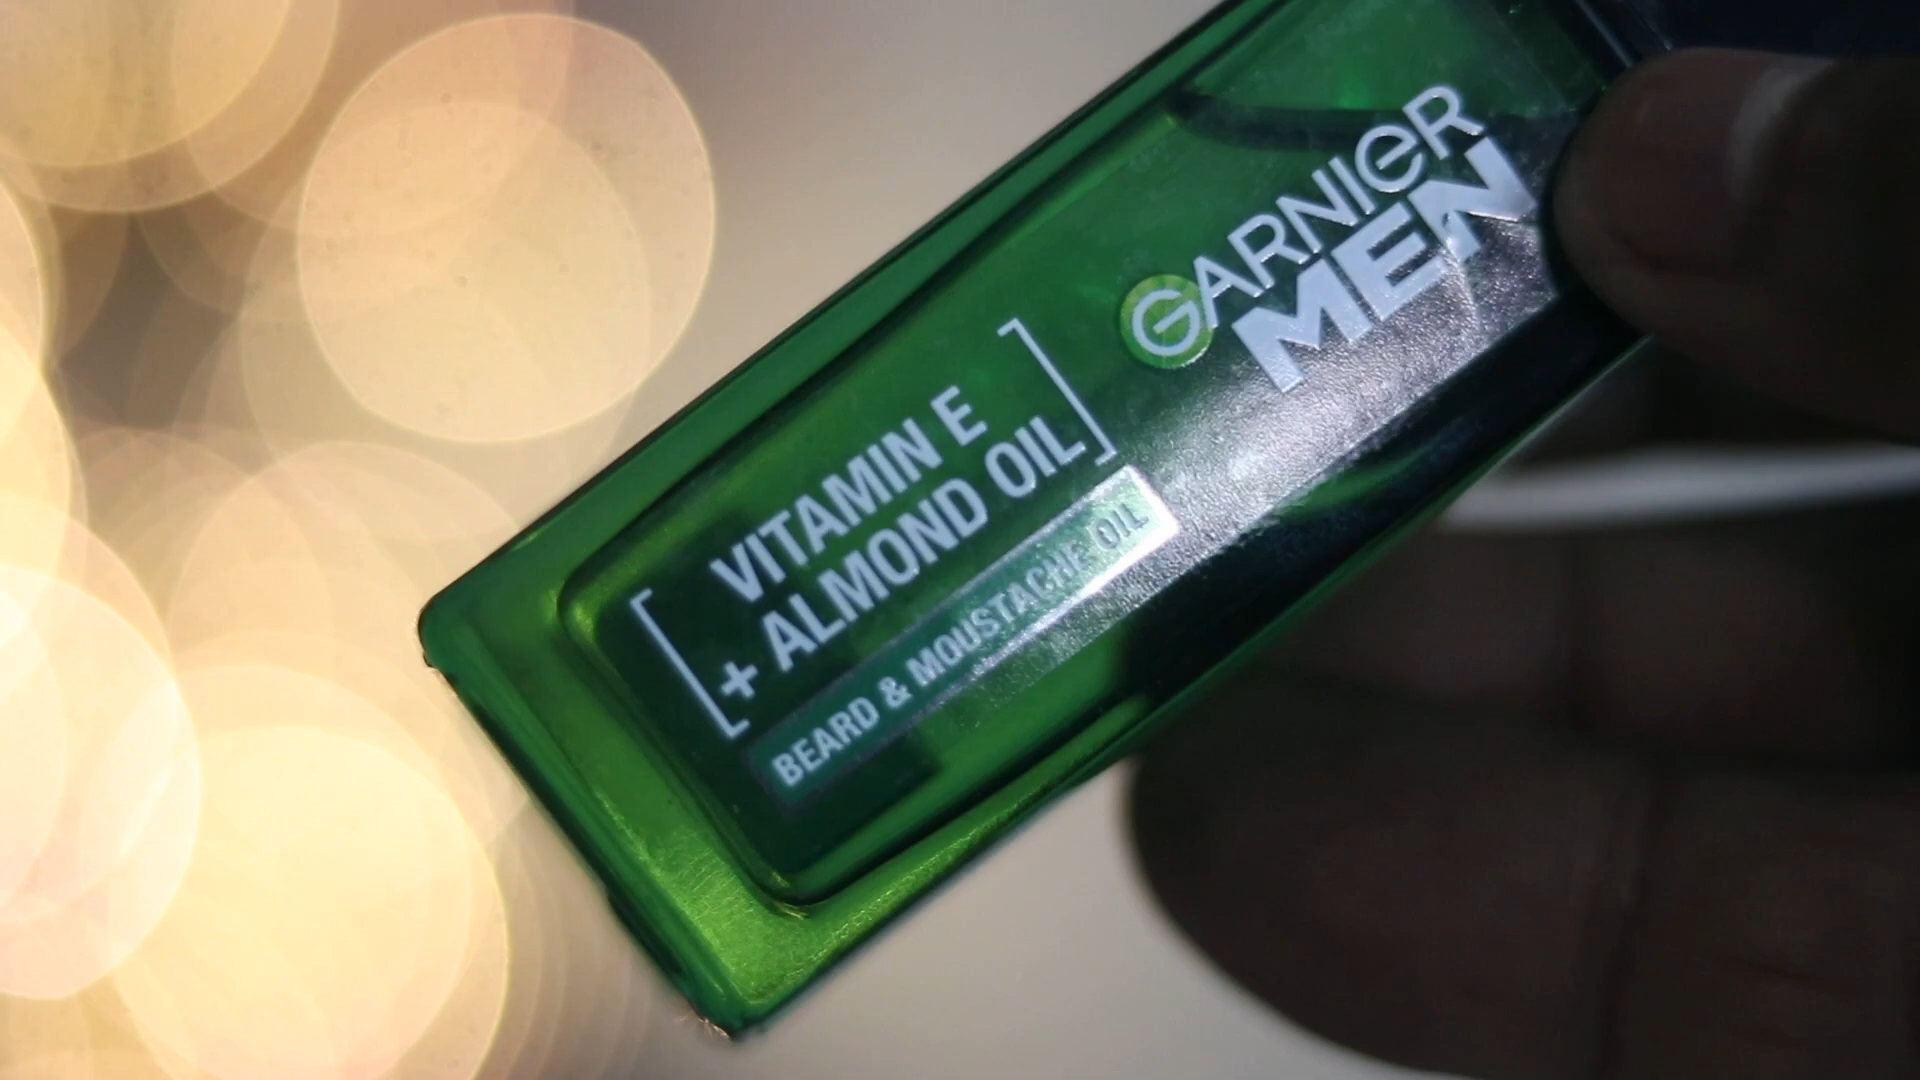 GARNIER
MEN
VITAMIN E
+ ALMOND OIL
BEARD & MOUSTACHE OIL